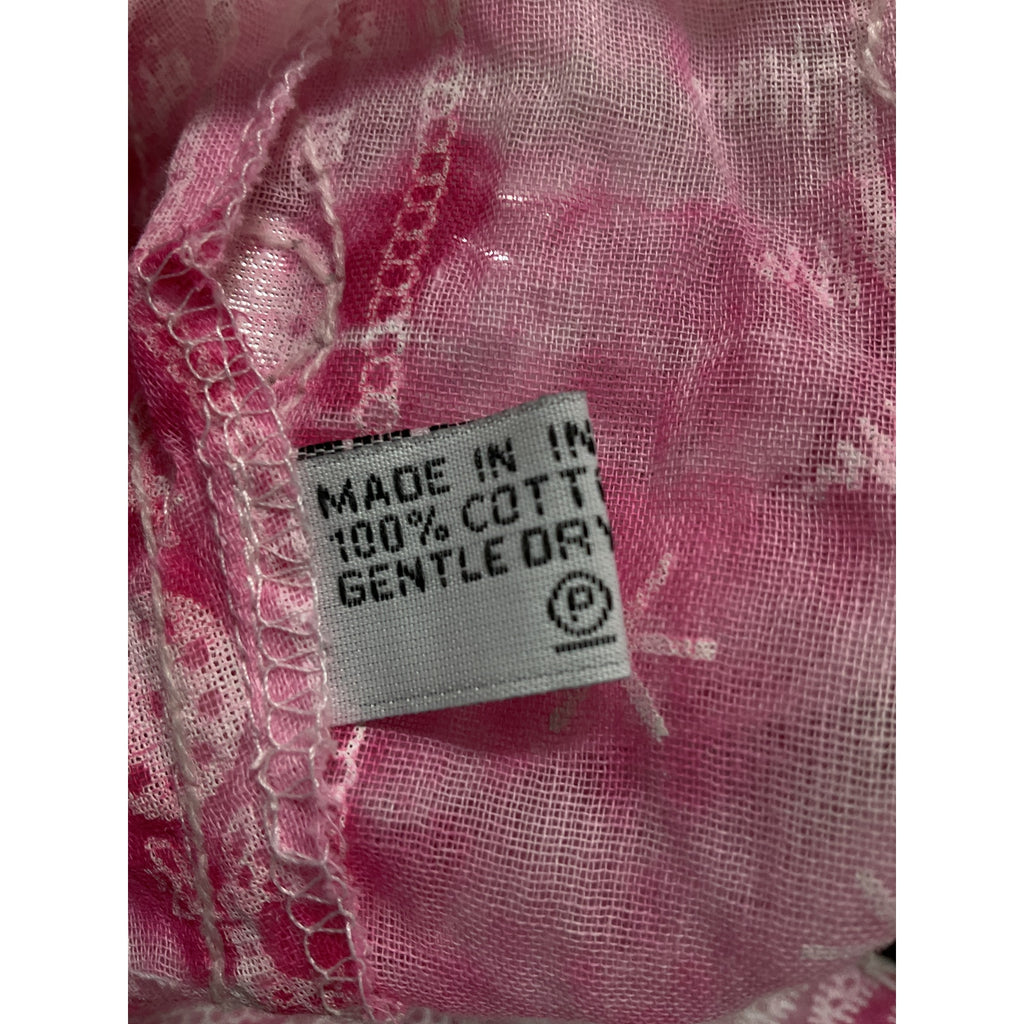 MADE IN IN
100% COTT
GENTLE DRY
P